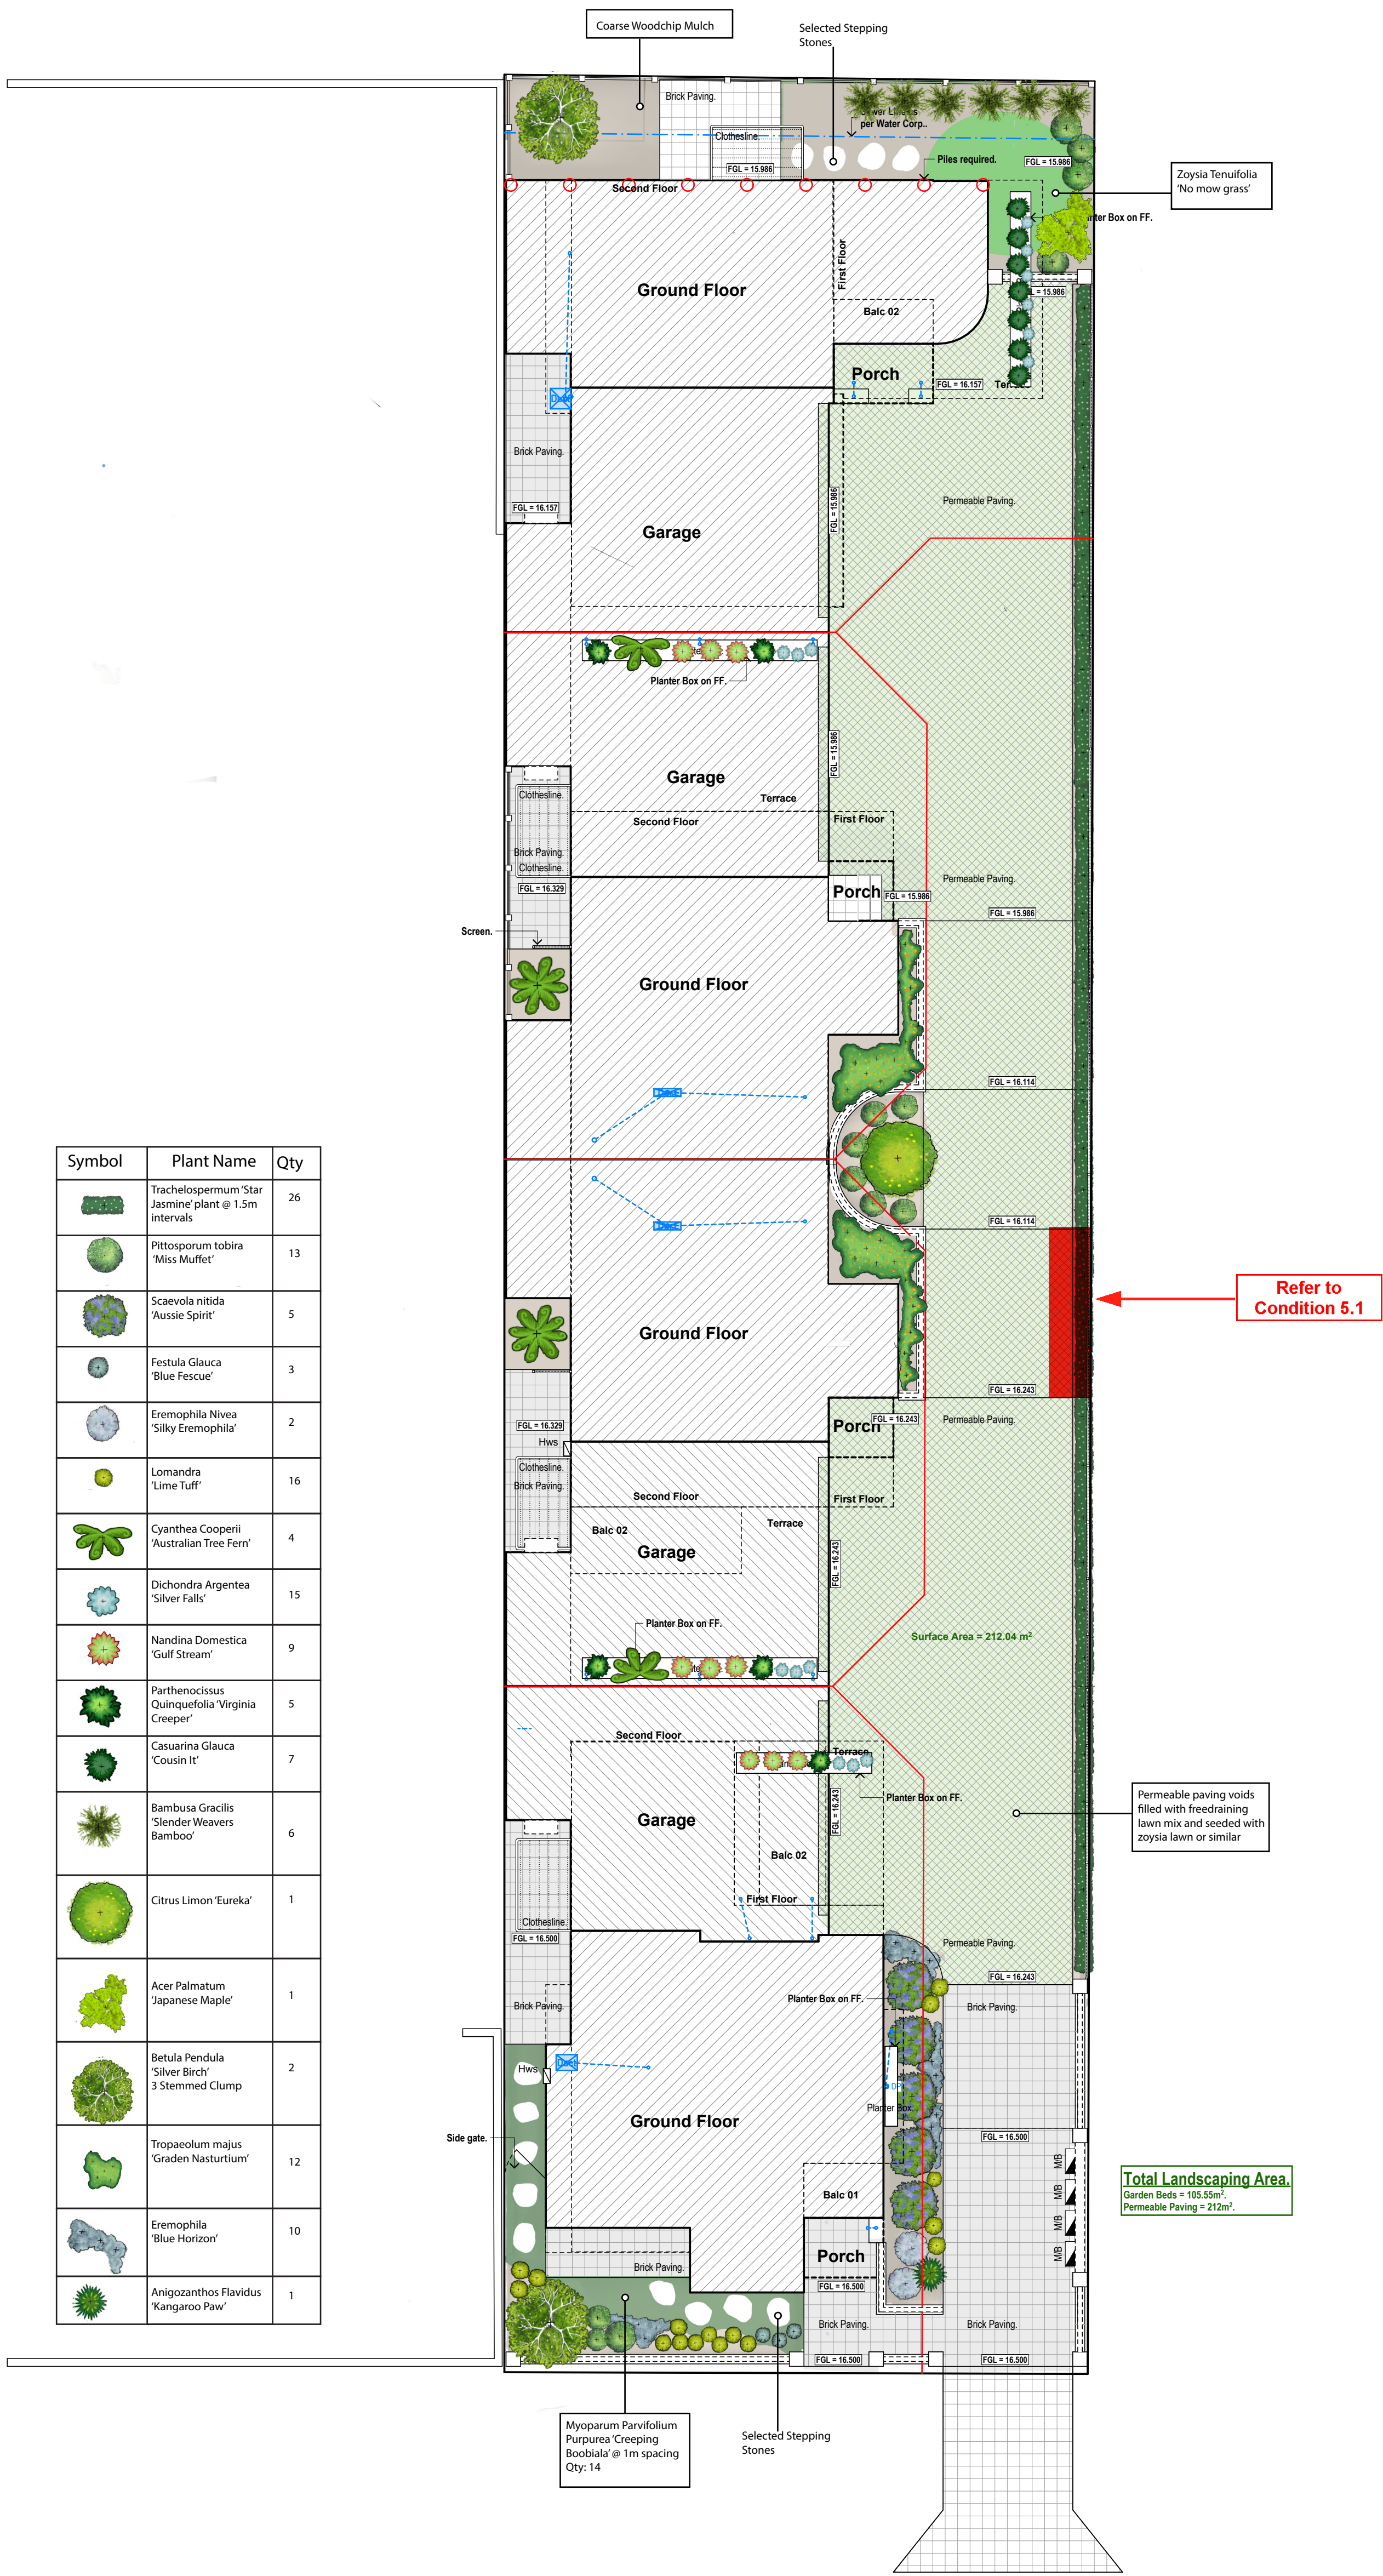 Coarse Woodchip Mulch
Selected Stepping
Stones
Brick Paving.
per Water Corp..
Clothesline.
FGL = 15.986
Piles required.
FGL = 15.986
Zoysia Tenuifolia
'No mow grass'
Second Floor
Planter Box on FF.
First Floor
Ground Floor
FGL = 15.986
Balc 02
Porch
FGL = 16.157
Brick Paving.
Permeable Paving.
FGL = 16.157
FGL = 15.986
Garage
Planter Box on FF.
FGL = 15.986
Garage
Clothesline.
Terrace
Second Floor
First Floor
Brick Paving.
Clothesline.
Permeable Paving.
FGL = 16.329
Porch
FGL = 15.986
FGL = 15.986
Screen.
Ground Floor
FGL = 16.114
Symbol
Plant Name
Qty
Trachelospermum 'Star
Jasmine' plant @ 1.5m
intervals
26
Pittosporum tobira
'Miss Muffet'
13
Scaevola nitida
'Aussie Spirit'
5
Festula Glauca
'Blue Fescue'
3
Eremophila Nivea
'Silky Eremophila'
2
Lomandra
'Lime Tuff'
16
Cyanthea Cooperii
'Australian Tree Fern'
4
Dichondra Argentea
'Silver Falls'
15
Nandina Domestica
'Gulf Stream'
9
Parthenocissus
Quinquefolia 'Virginia
Creeper'
5
Casuarina Glauca
'Cousin It'
7
Bambusa Gracilis
'Slender Weavers
Bamboo'
6
Citrus Limon 'Eureka'
1
Acer Palmatum
'Japanese Maple'
1
Betula Pendula
'Silver Birch'
3 Stemmed Clump
2
Tropaeolum majus
'Graden Nasturtium'
12
Eremophila
'Blue Horizon'
10
Anigozanthos Flavidus
'Kangaroo Paw'
1
FGL = 16.114
Refer to
Condition 5.1
Ground Floor
FGL = 16.243
FGL = 16.329
Porch
FGL = 16.243
Permeable Paving.
Hws
Clothesline.
Brick Paving.
Second Floor
First Floor
Balc 02
Terrace
Garage
FGL = 16.243
Planter Box on FF.
Surface Area = 212.04 m²
Second Floor
Terrace
Planter Box on FF.
Garage
FGL = 16.243
Permeable paving voids
filled with freedraining
lawn mix and seeded with
zoysia lawn or similar
Balc 02
First Floor
Clothesline.
FGL = 16.500
Permeable Paving.
FGL = 16.243
Planter Box on FF.
Brick Paving.
Brick Paving.
Hws
Duct
Planter Box.
Ground Floor
Side gate.
FGL = 16.500
M/B
M/B
M/B
M/B
Total Landscaping Area.
Garden Beds = 105.55m².
Permeable Paving = 212m².
Balc 01
Porch
Brick Paving.
FGL = 16.500
Brick Paving.
Brick Paving.
FGL = 16.500
FGL = 16.500
Myoparum Parvifolium
Purpurea 'Creeping
Boobiala' @ 1m spacing
Qty: 14
Selected Stepping
Stones